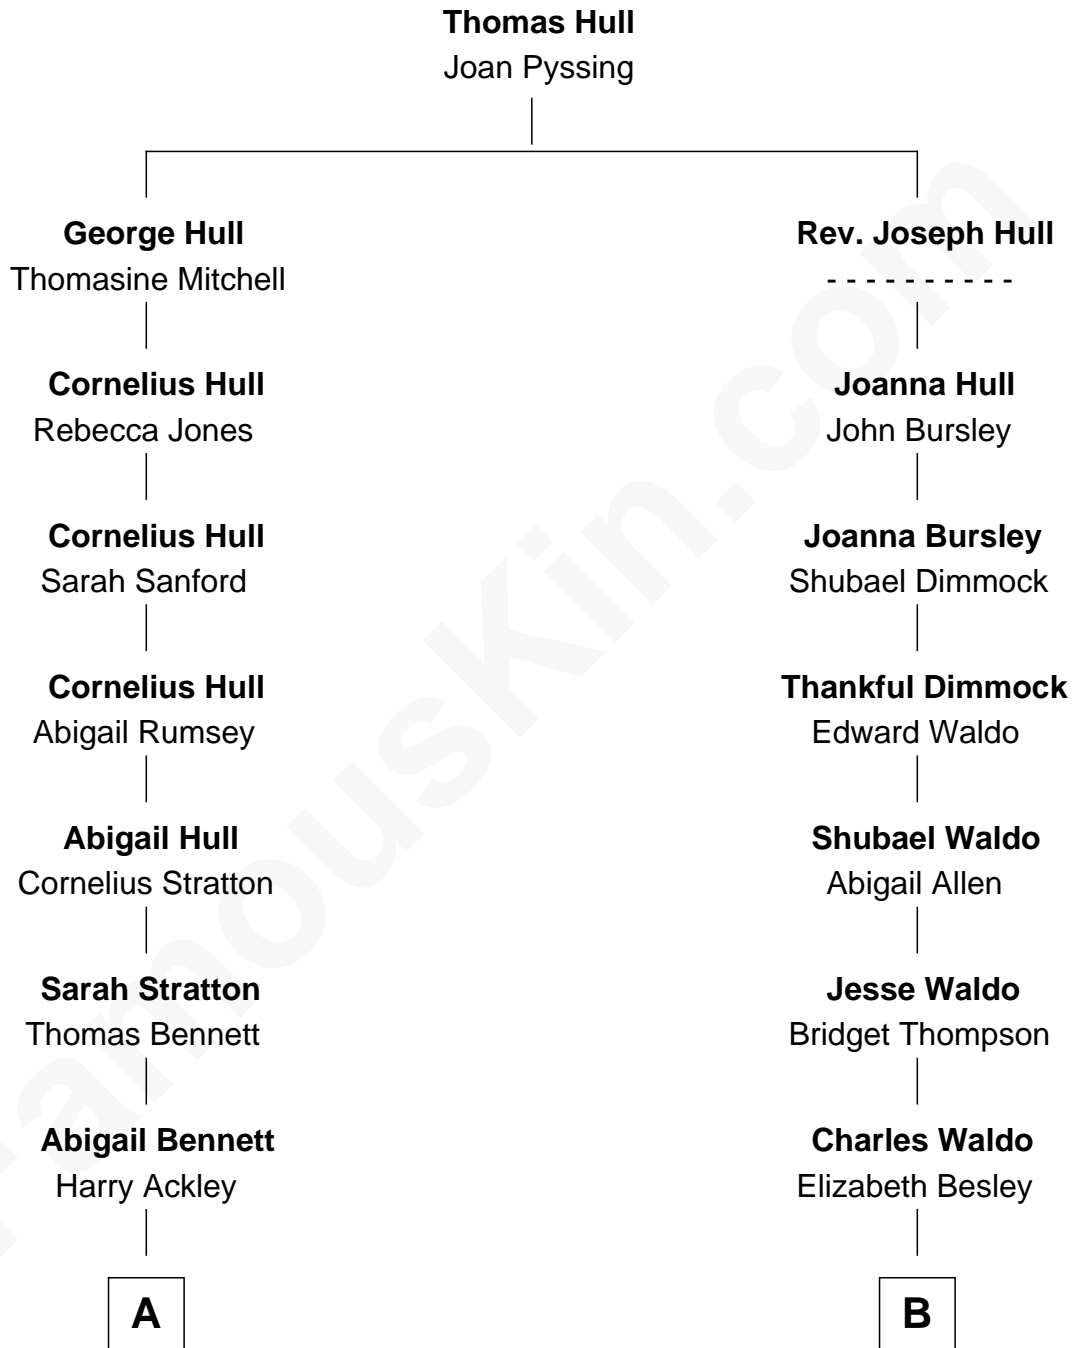 Thomas Hull
Joan Pyssing
George Hull
Thomasine Mitchell
Rev. Joseph Hull
- - - - - - - - - -
Cornelius Hull
Rebecca Jones
Joanna Hull
John Bursley
Cornelius Hull
Sarah Sanford
Joanna Bursley
Shubael Dimmock
Cornelius Hull
Abigail Rumsey
Thankful Dimmock
Edward Waldo
Abigail Hull
Cornelius Stratton
Shubael Waldo
Abigail Allen
Sarah Stratton
Thomas Bennett
Jesse Waldo
Bridget Thompson
Abigail Bennett
Harry Ackley
Charles Waldo
Elizabeth Besley
A
B
FamousKin.com